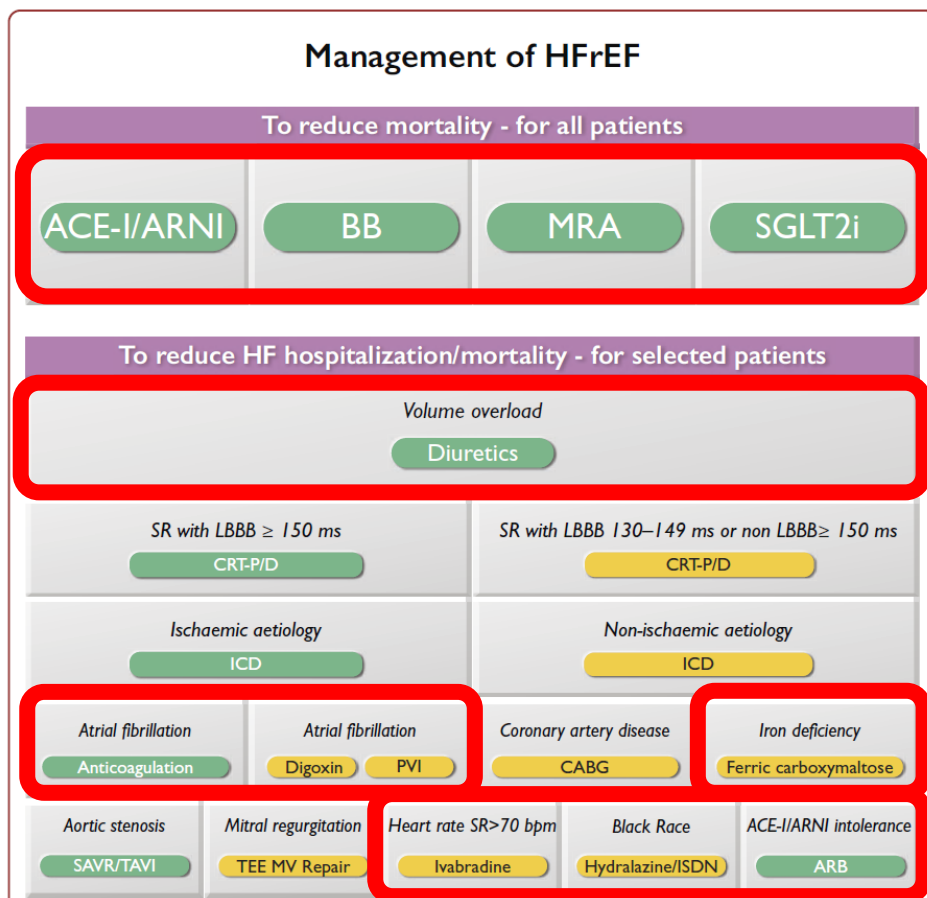 Management of HFrEF
To reduce mortality - for all patients
ACE-I/ARNI BB MRA SGLT2i
To reduce HF hospitalization/mortality - for selected patients
Volume overload
Diuretics
SR with LBBB ≥ 150 ms SR with LBBB 130–149 ms or non LBBB≥ 150 ms
CRT-P/D CRT-P/D
Ischaemic aetiology Non-ischaemic aetiology
ICD ICD
Atrial fibrillation Atrial fibrillation Coronary artery disease Iron deficiency
Anticoagulation Digoxin PVI CABG Ferric carboxymaltose
Aortic stenosis Mitral regurgitation Heart rate SR>70 bpm Black Race ACE-I/ARNI intolerance
SAVR/TAVI TEE MV Repair Ivabradine Hydralazine/ISDN ARB